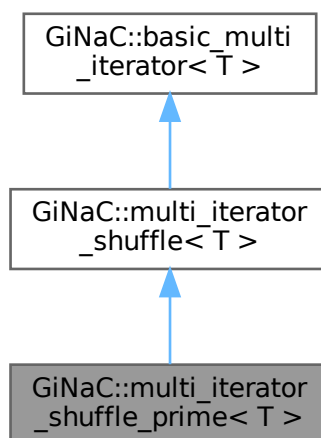 GiNaC::basic_multi
_iterator< T >
GiNaC::multi_iterator
_shuffle< T >
GiNaC::multi_iterator
_shuffle_prime< T >